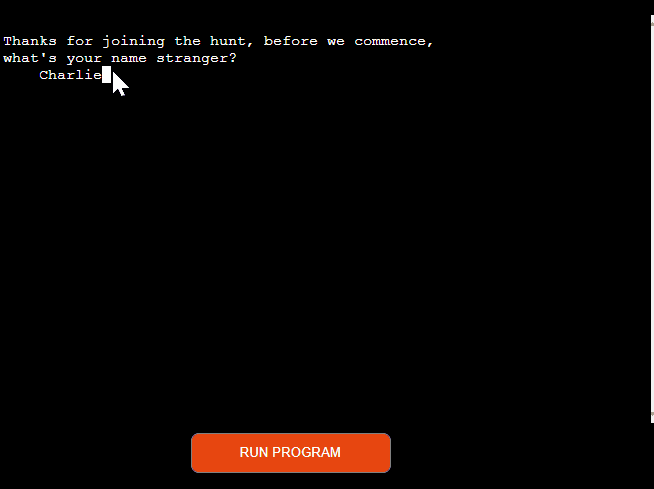 Thanks for joining the hunt, before we commence,
what's your name stranger?
Charlie
RUN PROGRAM